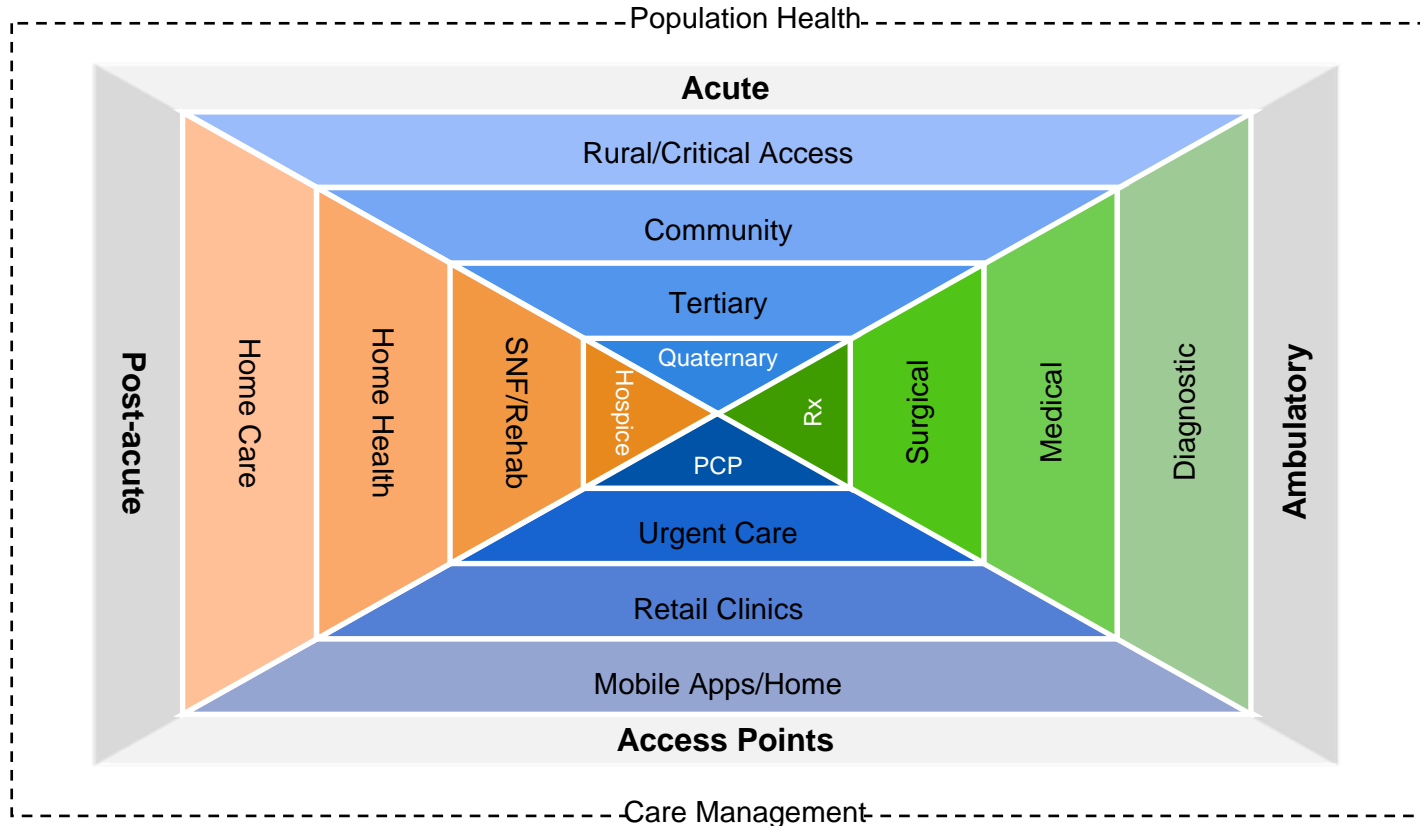 Population Health
Acute
Rural/Critical Access
Community
Tertiary
Quaternary
Post-acute
Home Care
Home Health
SNF/Rehab
Hospice
Rx
Surgical
Medical
Diagnostic
Ambulatory
PCP
Urgent Care
Retail Clinics
Mobile Apps/Home
Access Points
Care Management